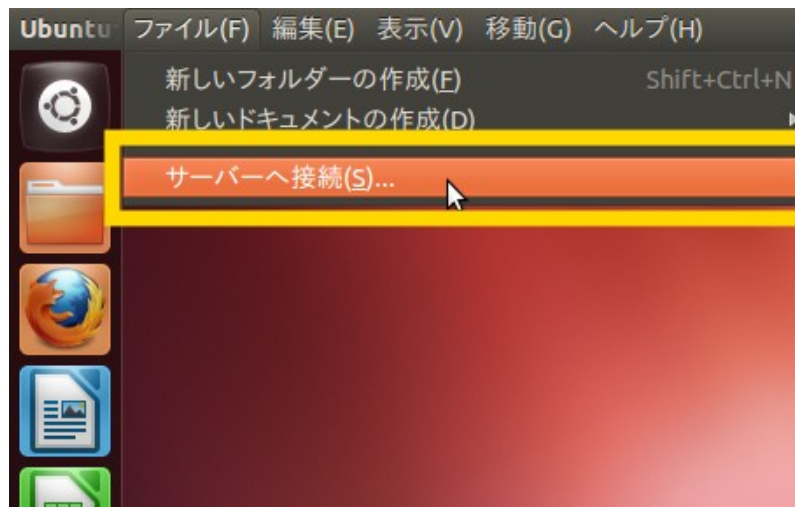 Ubuntu ファイル(F) 編集(E) 表示(V) 移動(G) ヘルプ(H)
新しいフォルダーの作成(F) Shift+Ctrl+N
新しいドキュメントの作成(D)
サーバーへ接続(S)...